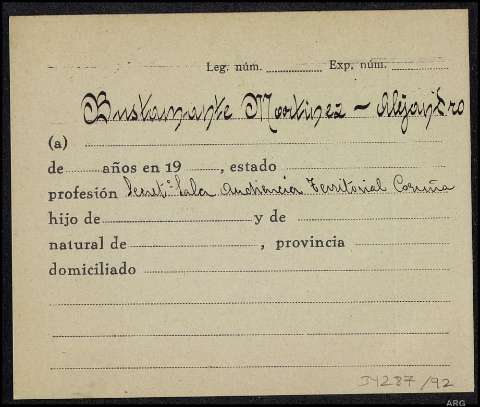 Leg. núm. Exp. núm.
Bustamante Martinez - Alejandro
(a)
de años en 19 , estado
profesión Secret.º Sala Audiencia Territorial Coruña
hijo de y de
natural de , provincia
domiciliado
34287/92
ARG